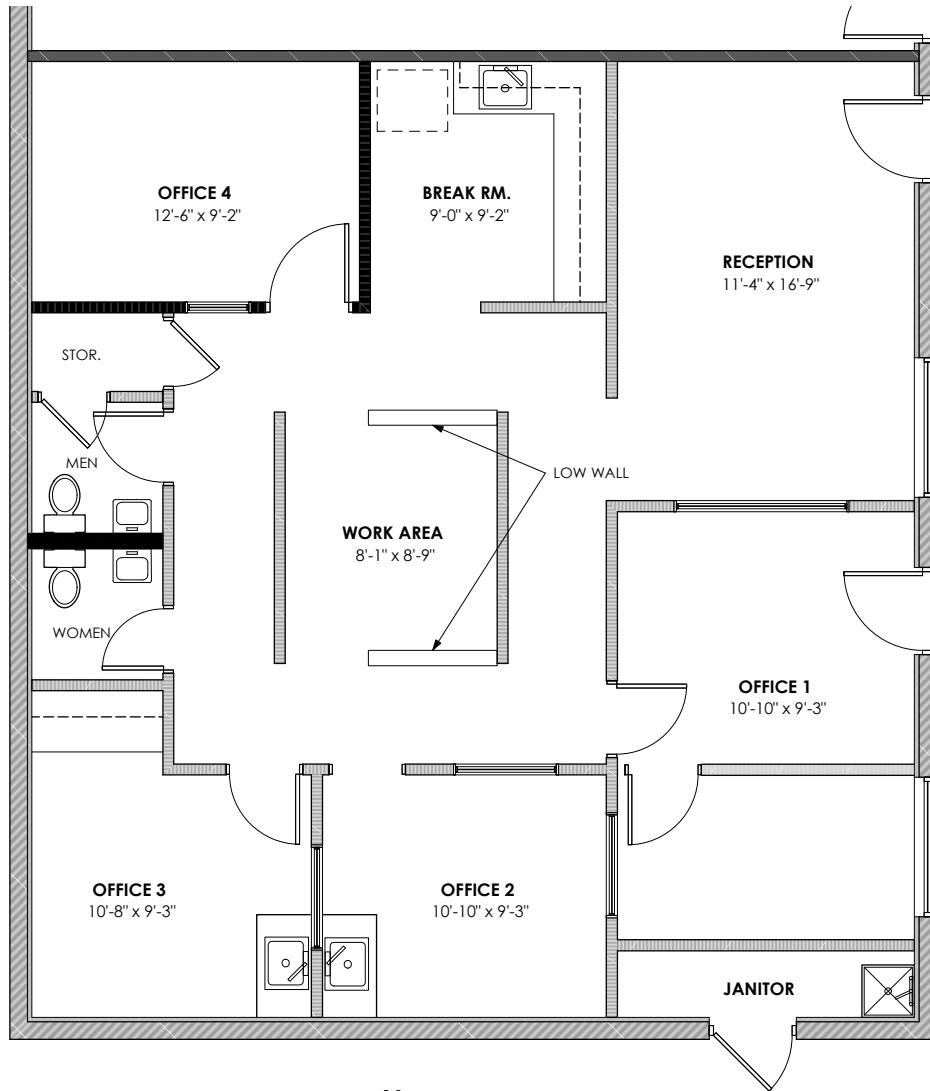 OFFICE 4
12'-6" x 9'-2"
BREAK RM.
9'-0" x 9'-2"
RECEPTION
11'-4" x 16'-9"
STOR.
MEN
LOW WALL
WORK AREA
8'-1" x 8'-9"
WOMEN
OFFICE 1
10'-10" x 9'-3"
OFFICE 3
10'-8" x 9'-3"
OFFICE 2
10'-10" x 9'-3"
JANITOR